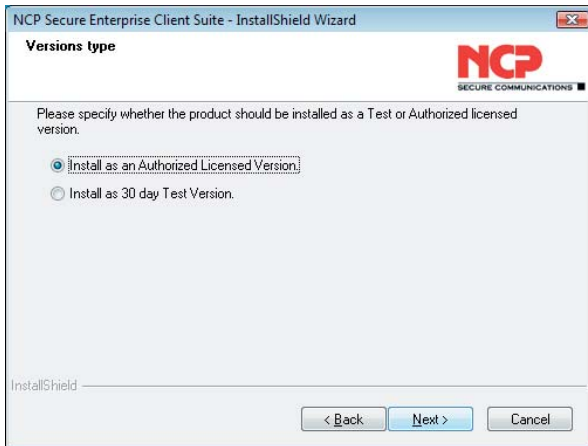 NCP Secure Enterprise Client Suite - InstallShield Wizard
Versions type
NCP
SECURE COMMUNICATIONS
Please specify whether the product should be installed as a Test or Authorized licensed
version.
Install as an Authorized Licensed Version.
Install as 30 day Test Version.
InstallShield
< Back
Next >
Cancel